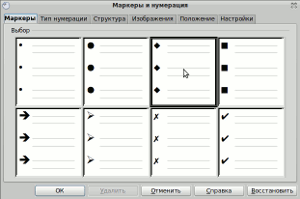 Маркеры и нумерация
Маркеры Тип нумерации Структура Изображения Положение Настройки
Выбор
ОК Удалить Отменить Справка Восстановить